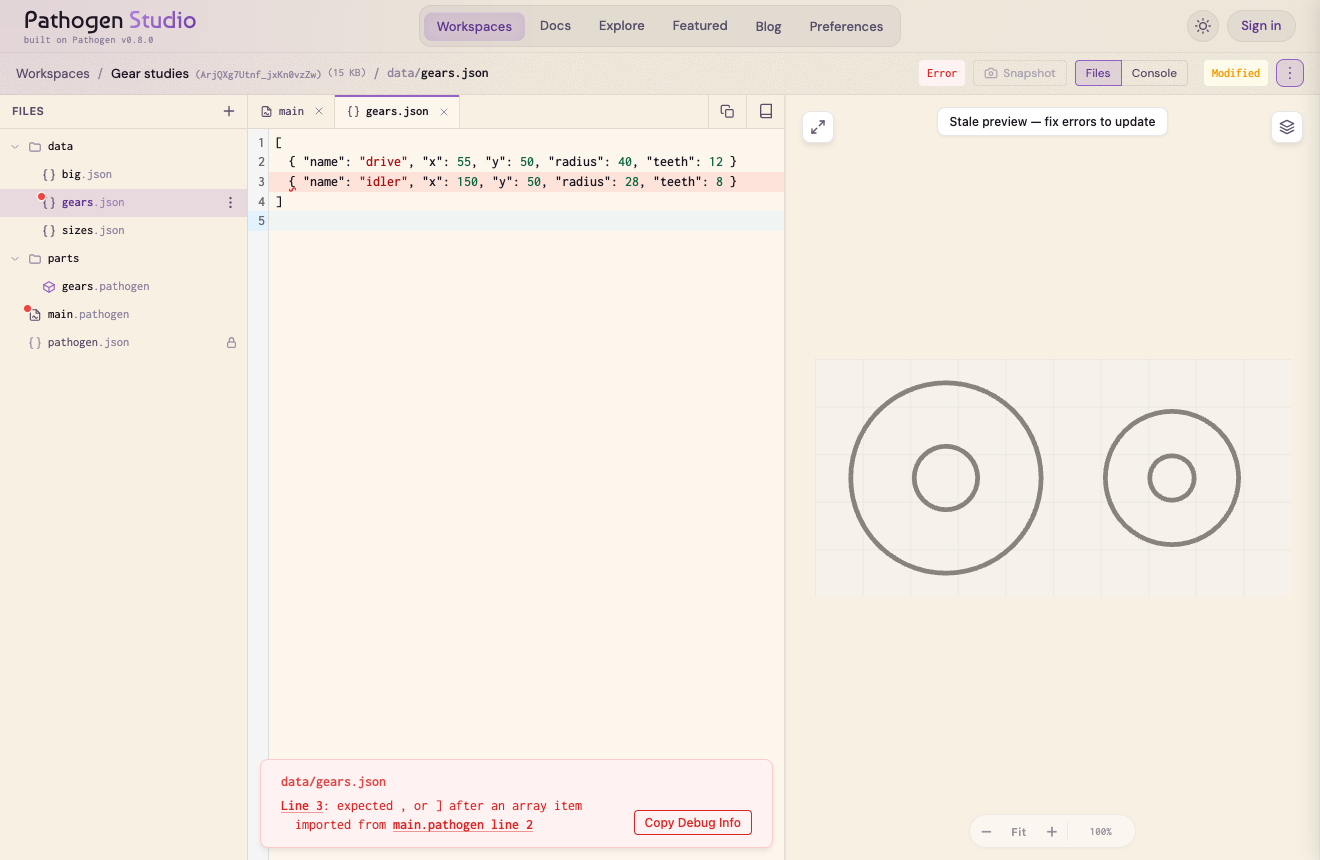 Pathogen Studio
built on Pathogen v0.8.0
Workspaces
Docs
Explore
Featured
Blog
Preferences
Sign in
Workspaces / Gear studies (ArjQXg7Utnf_jxKn0vzZw) (15 KB) / data/gears.json
Error
Snapshot
Files
Console
Modified
FILES
data
big.json
gears.json
sizes.json
parts
gears.pathogen
main.pathogen
pathogen.json
main
gears.json
1 [
2 { "name": "drive", "x": 55, "y": 50, "radius": 40, "teeth": 12 }
3 { "name": "idler", "x": 150, "y": 50, "radius": 28, "teeth": 8 }
4 ]
5
data/gears.json
Line 3: expected , or ] after an array item
imported from main.pathogen line 2
Copy Debug Info
Stale preview — fix errors to update
Fit
100%